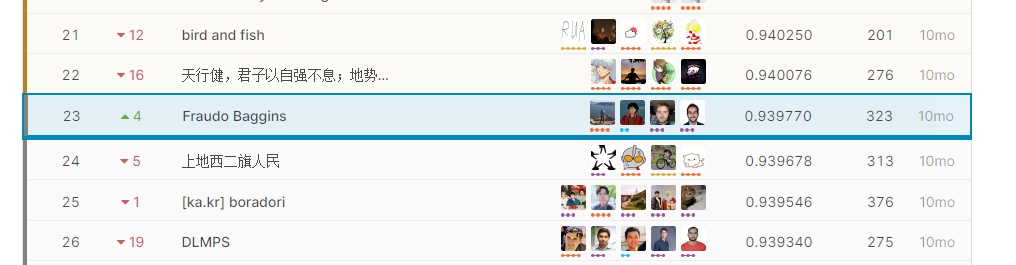 21 12 bird and fish RUA 0.940250 201 10mo
22 16 天行健，君子以自强不息；地势... 0.940076 276 10mo
23 4 Fraudo Baggins 0.939770 323 10mo
24 5 上地西二旗人民 0.939678 313 10mo
25 1 [ka.kr] boradori 0.939546 376 10mo
26 19 DLMPS 0.939340 275 10mo